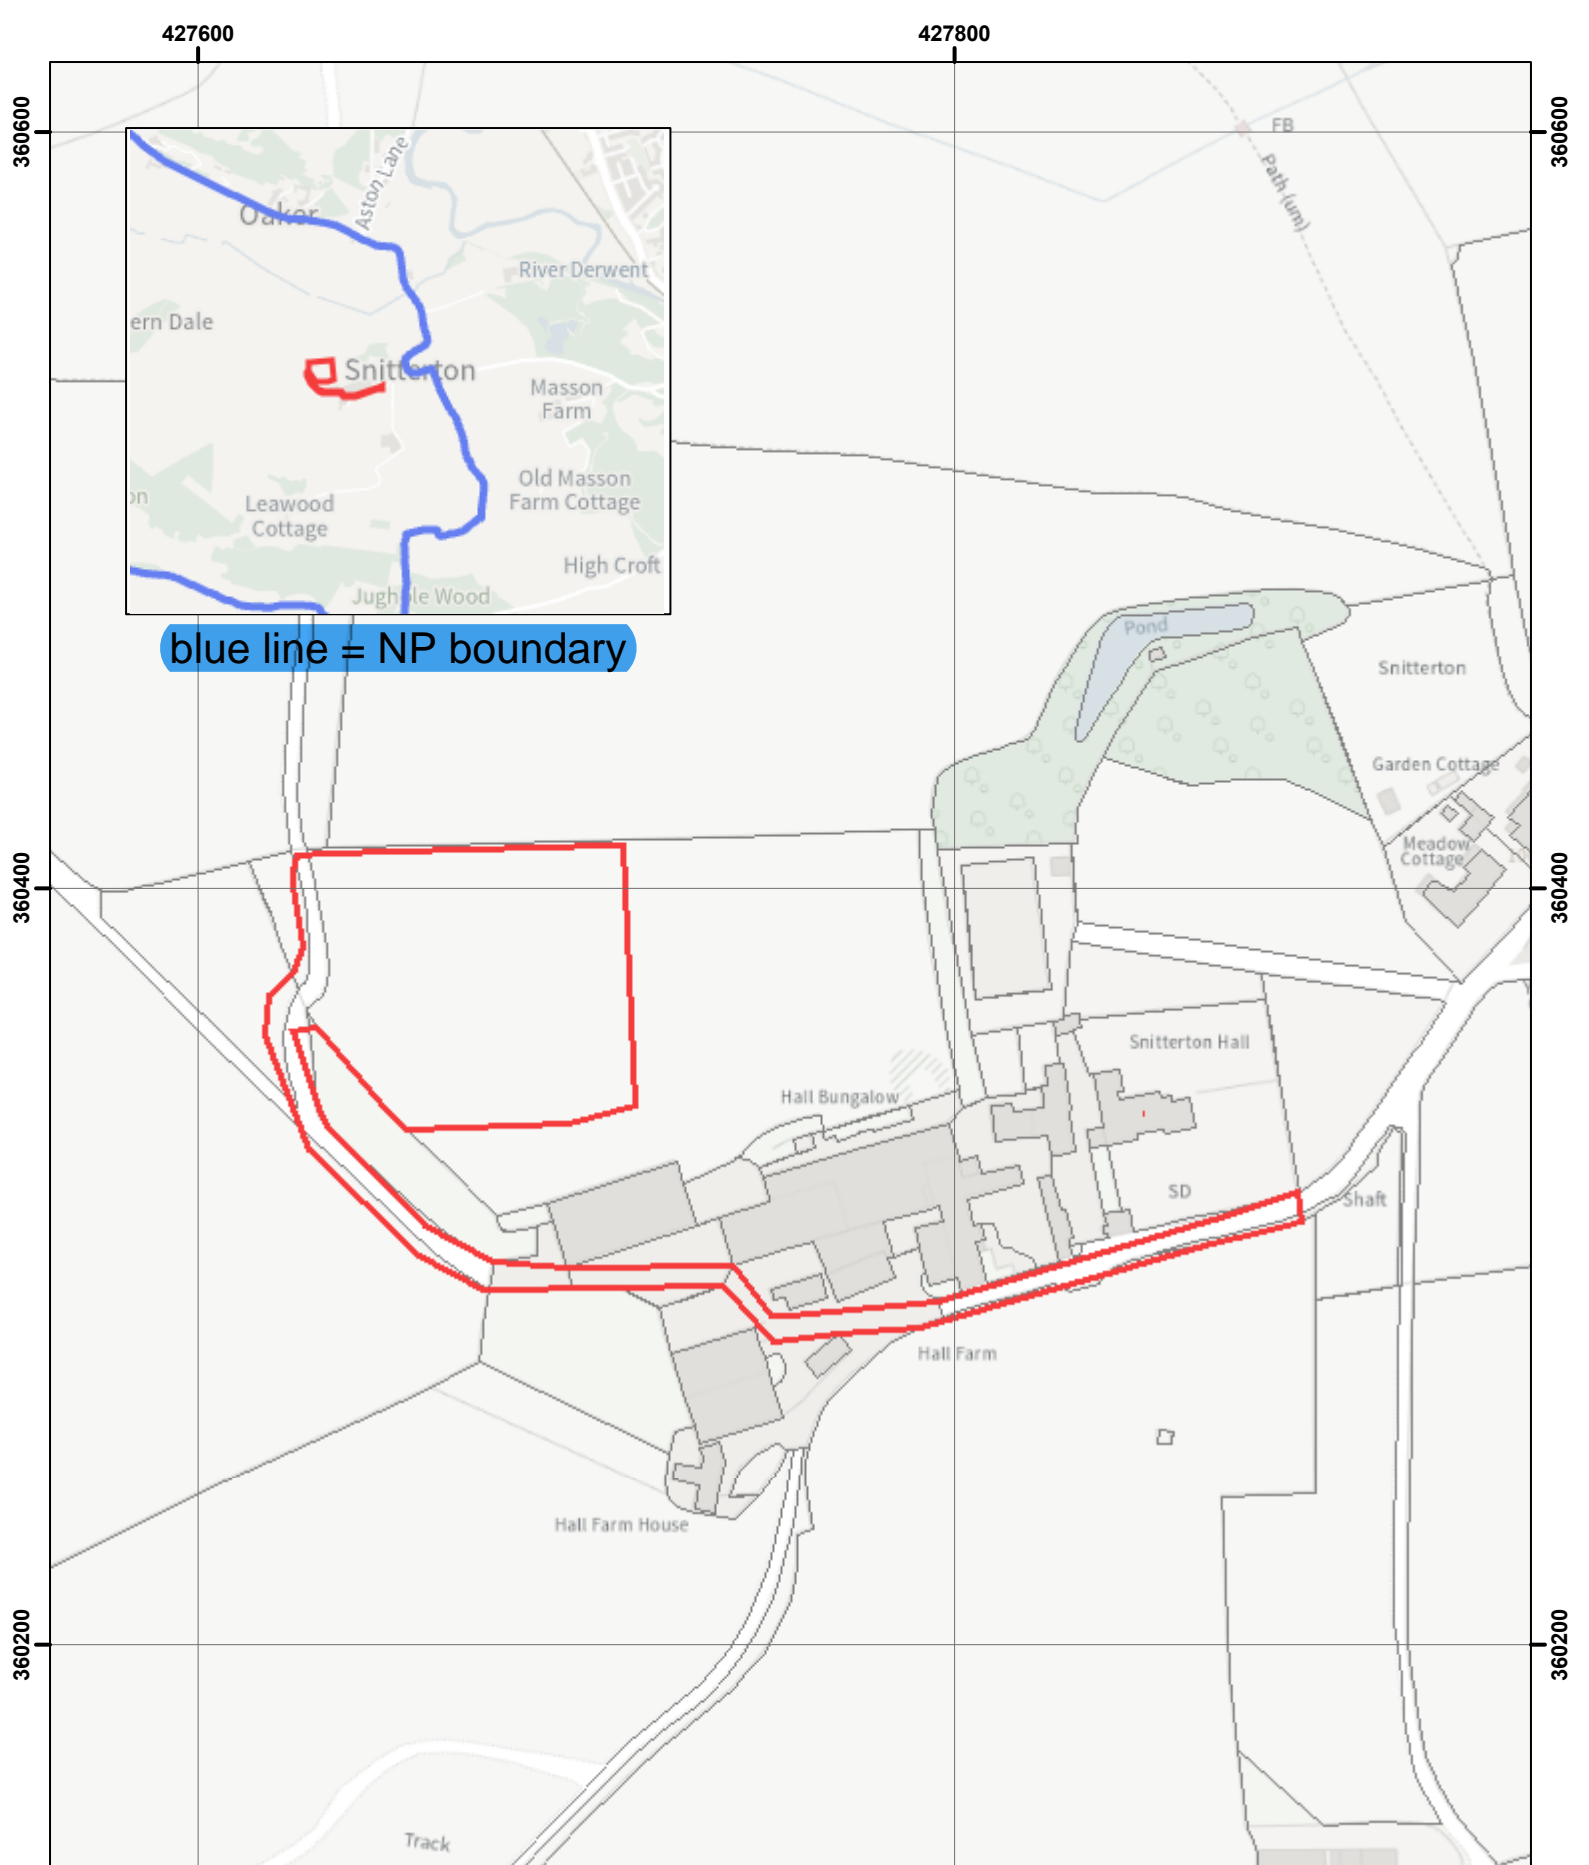 427600
427800
360600
360600
FB
Path (um)
Aston Lane
Oaker
River Derwent
ern Dale
Snitterton
Masson
Farm
Old Masson
Farm Cottage
on
Leawood
Cottage
High Croft
Jughole Wood
blue line = NP boundary
Pond
Snitterton
Garden Cottage
Meadow
Cottage
360400
360400
Snitterton Hall
Hall Bungalow
SD
Shaft
Hall Farm
Hall Farm House
360200
360200
Track